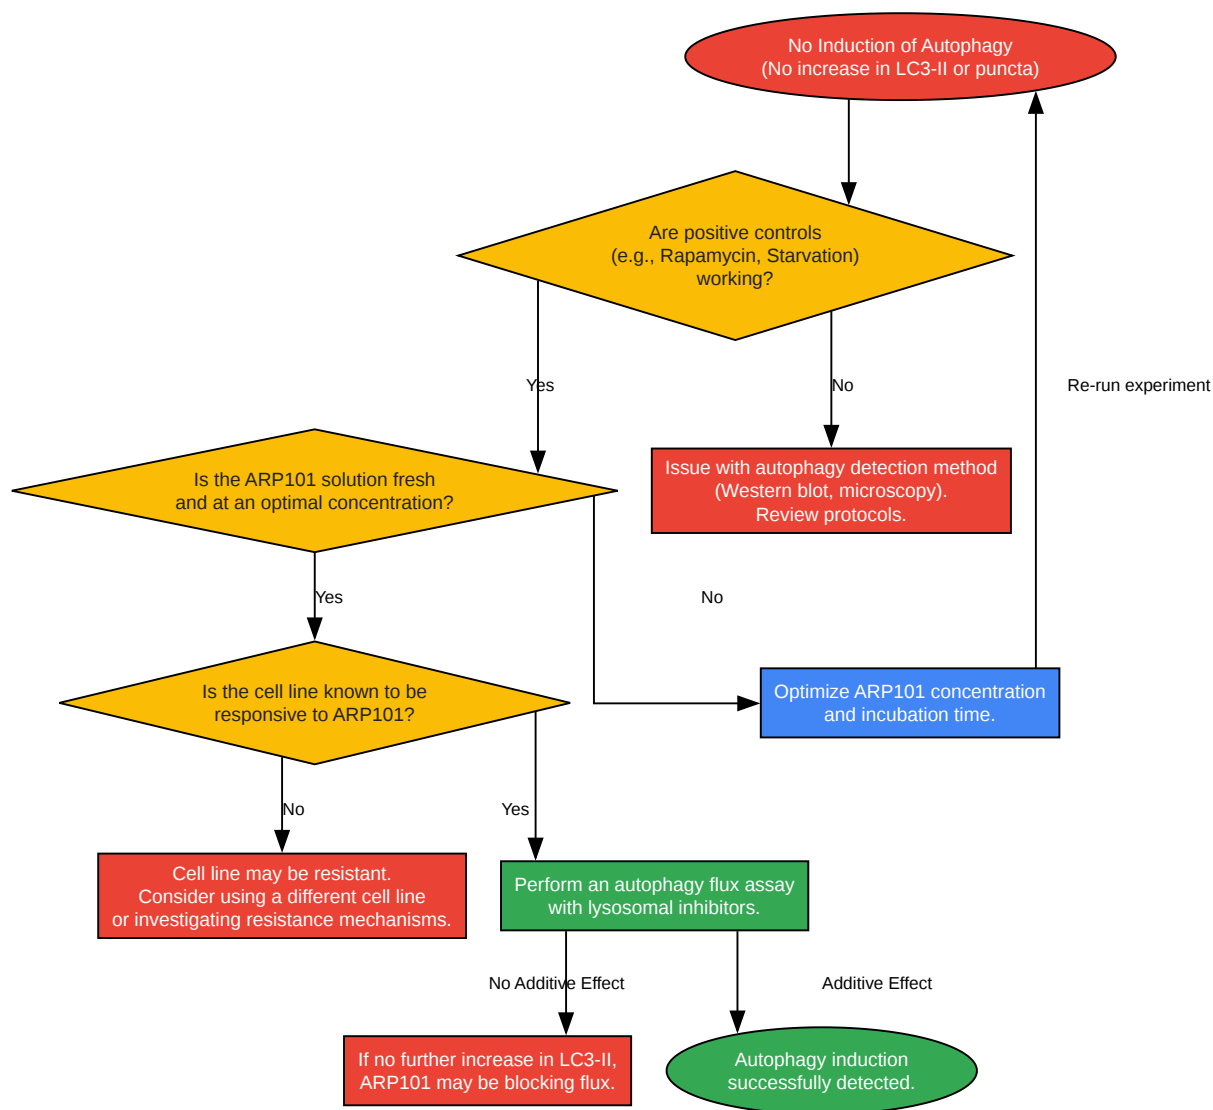 No Induction of Autophagy
(No increase in LC3-II or puncta)
Are positive controls
(e.g., Rapamycin, Starvation)
working?
Yes
No
Re-run experiment
Is the ARP101 solution fresh
and at an optimal concentration?
Issue with autophagy detection method
(Western blot, microscopy).
Review protocols.
Yes
No
Is the cell line known to be
responsive to ARP101?
Optimize ARP101 concentration
and incubation time.
No
Yes
Cell line may be resistant.
Consider using a different cell line
or investigating resistance mechanisms.
Perform an autophagy flux assay
with lysosomal inhibitors.
No Additive Effect
Additive Effect
If no further increase in LC3-II,
ARP101 may be blocking flux.
Autophagy induction
successfully detected.